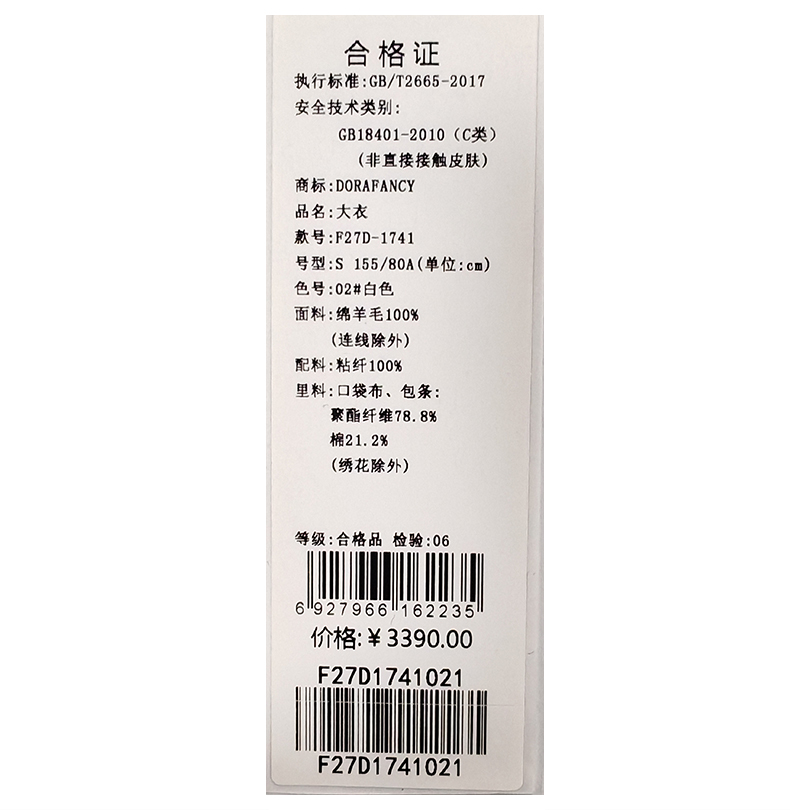 合格证
执行标准:GB/T2665-2017
安全技术类别:
GB18401-2010（C类）
(非直接接触皮肤)
商标:DORAFANCY
品名:大衣
款号:F27D-1741
号型:S 155/80A(单位:cm)
色号:02#白色
面料:绵羊毛100%
(连线除外)
配料:粘纤100%
里料:口袋布、包条:
聚酯纤维78.8%
棉21.2%
(绣花除外)
等级:合格品 检验:06
6 927966 162235
价格:￥3390.00
F27D1741021
F27D1741021